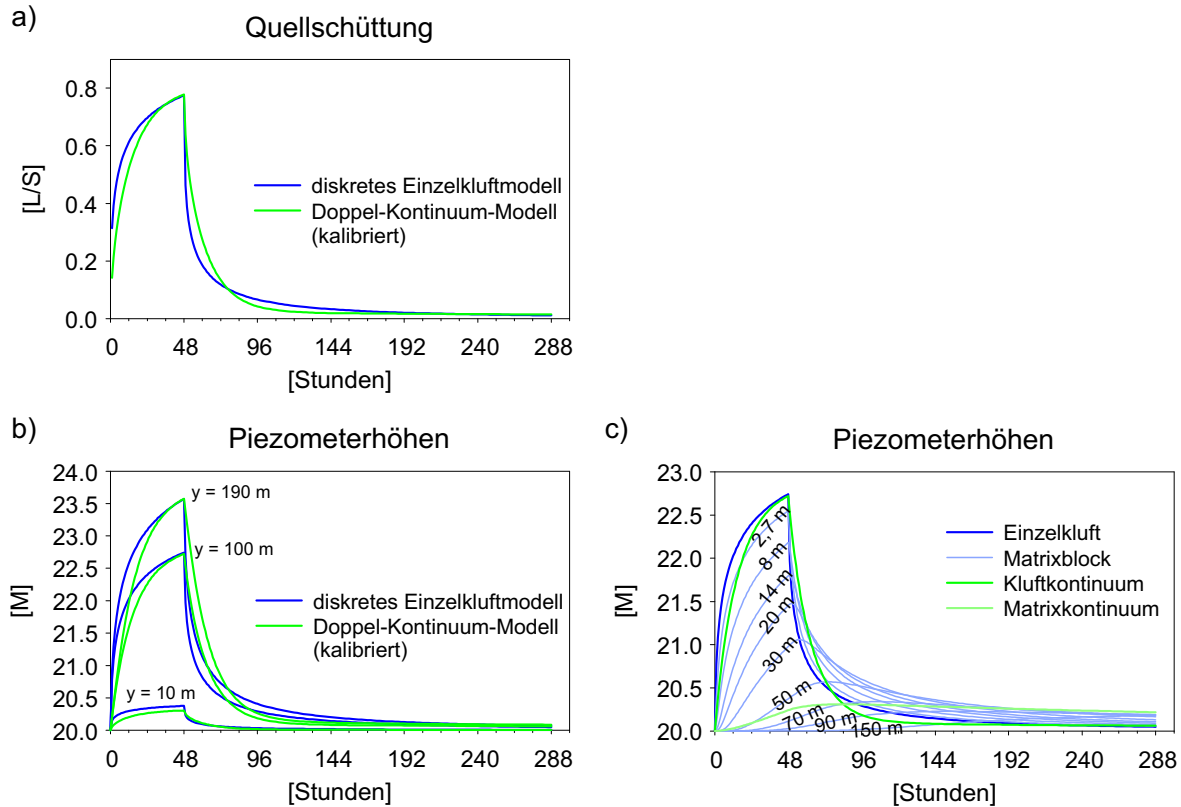 a)
Quellschüttung
0.8
0.6
0.4
0.2
0.0
[L/S]
diskretes Einzelkluftmodell
Doppel-Kontinuum-Modell
(kalibriert)
0 48 96 144 192 240 288
[Stunden]
b)
Piezometerhöhen
24.0
23.5
23.0
22.5
22.0
21.5
21.0
20.5
20.0
[M]
y = 190 m
y = 100 m
y = 10 m
diskretes Einzelkluftmodell
Doppel-Kontinuum-Modell
(kalibriert)
0 48 96 144 192 240 288
[Stunden]
c)
Piezometerhöhen
23.0
22.5
22.0
21.5
21.0
20.5
20.0
[M]
2,7 m
8 m
14 m
20 m
30 m
50 m
70 m
90 m
150 m
Einzelkluft
Matrixblock
Kluftkontinuum
Matrixkontinuum
0 48 96 144 192 240 288
[Stunden]